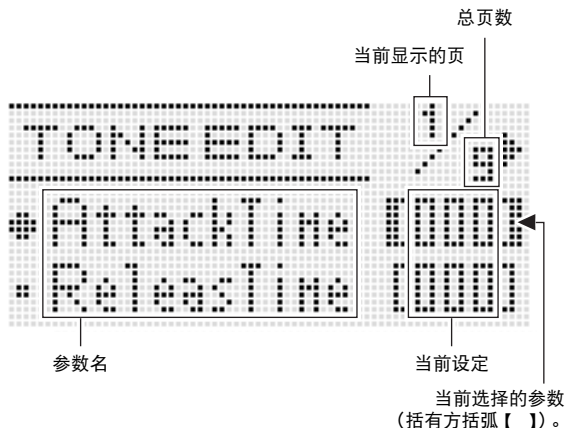 总页数
当前显示的页
TONE EDIT 1/9
AttackTime 【000】
ReleasTime [000]
参数名
当前设定
当前选择的参数
（括有方括弧【 】）。